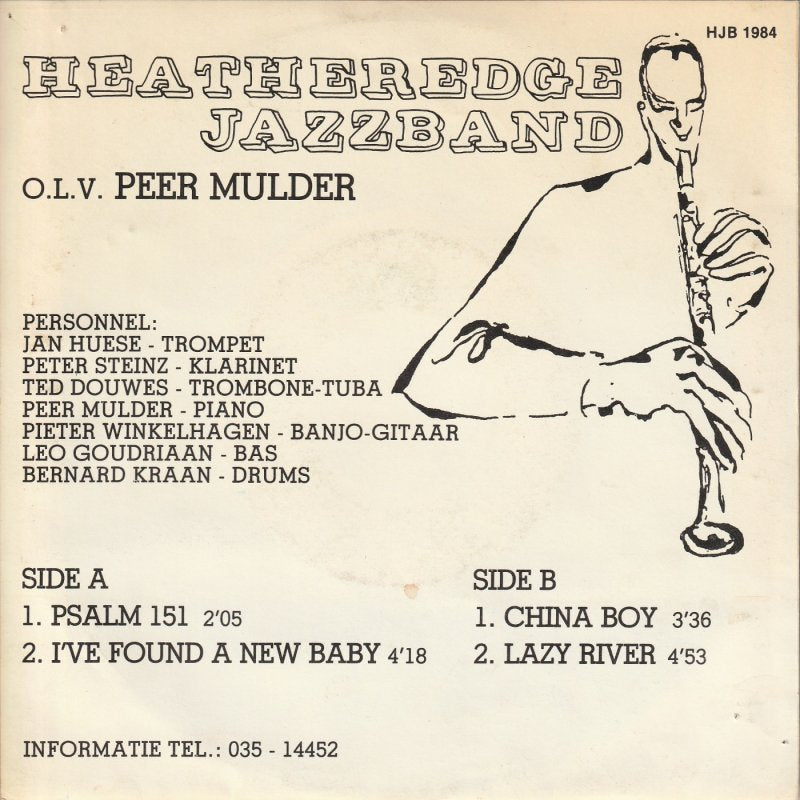 HJB 1984
HEATHEREDGE
JAZZBAND
O.L.V. PEER MULDER
PERSONNEL:
JAN HUESE - TROMPET
PETER STEINZ - KLARINET
TED DOUWES - TROMBONE-TUBA
PEER MULDER - PIANO
PIETER WINKELHAGEN - BANJO-GITAAR
LEO GOUDRIAAN - BAS
BERNARD KRAAN - DRUMS
SIDE A
1. PSALM 151 2'05
2. I'VE FOUND A NEW BABY 4'18
SIDE B
1. CHINA BOY 3'36
2. LAZY RIVER 4'53
INFORMATIE TEL.: 035 - 14452